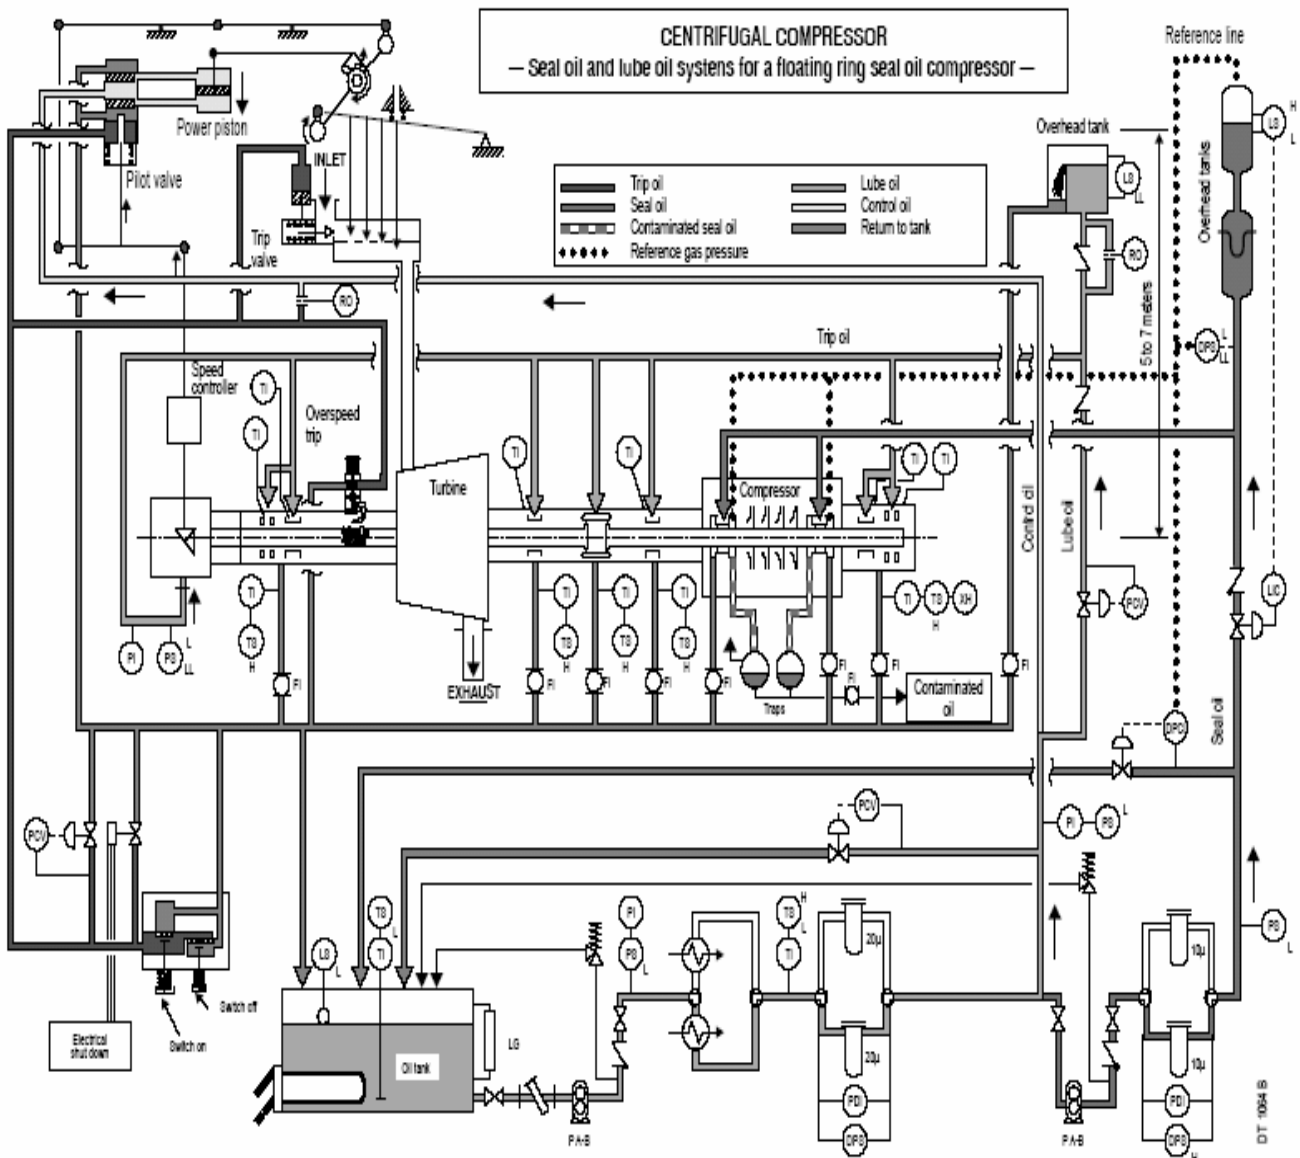 CENTRIFUGAL COMPRESSOR
— Seal oil and lube oil systens for a floating ring seal oil compressor —
Reference line
H
LS
L
Power piston
Pilot valve
INLET
Trip valve
Overhead tank
LS
LL
Overhead tanks
Trip oil
Seal oil
Contaminated seal oil
Reference gas pressure
Lube oil
Control oil
Return to tank
RO
RO
5 to 7 meters
DPS
L
LL
Trip oil
Speed
controller
TI
TI
Overspeed
trip
Turbine
TI
TI
Compressor
TI
TI
Control oil
Lube oil
PCV
LIC
TI
TS
H
PI
PS
L
LL
FI
EXHAUST
TI
TS
H
FI
TI
TS
H
FI
TI
TS
H
FI
FI
Traps
FI
FI
FI
TI
TS
H
XH
FI
Contaminated
oil
Seal oil
DPCI
PCV
PCV
PI
PS
L
Switch off
Switch on
Electrical
shut down
LS
L
TS
L
TI
Oil tank
LG
PA-B
PI
PS
L
TS
H
L
TI
20µ
20µ
PDI
DPS
PA-B
10µ
10µ
PDI
DPS
H
PS
L
DT 1064 B